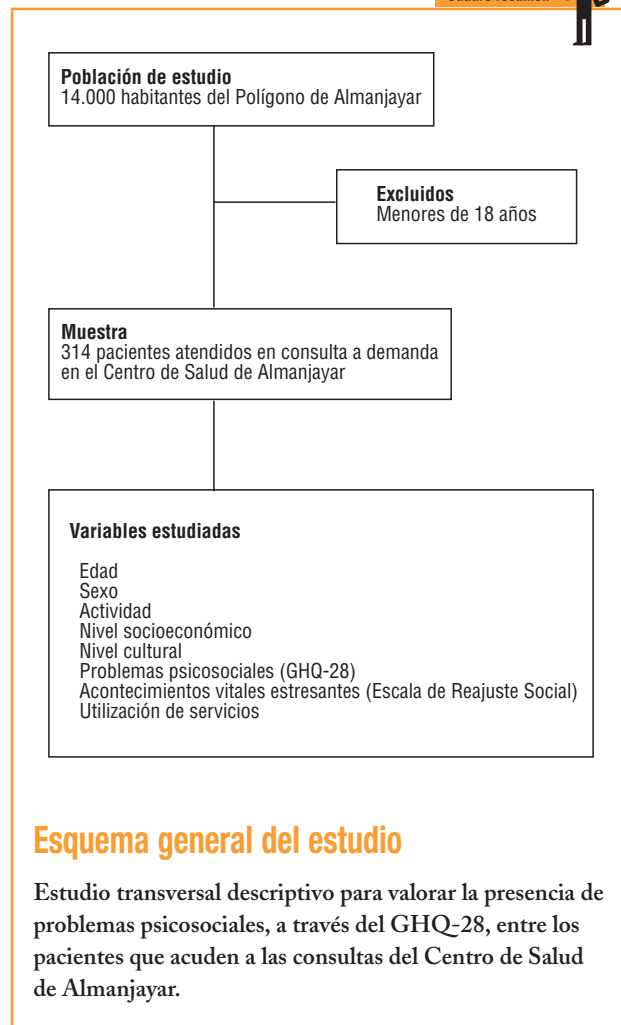 Población de estudio
14.000 habitantes del Polígono de Almanjayar
Excluidos
Menores de 18 años
Muestra
314 pacientes atendidos en consulta a demanda
en el Centro de Salud de Almanjayar
Variables estudiadas
Edad
Sexo
Actividad
Nivel socioeconómico
Nivel cultural
Problemas psicosociales (GHQ-28)
Acontecimientos vitales estresantes (Escala de Reajuste Social)
Utilización de servicios
Esquema general del estudio
Estudio transversal descriptivo para valorar la presencia de
problemas psicosociales, a través del GHQ-28, entre los
pacientes que acuden a las consultas del Centro de Salud
de Almanjayar.